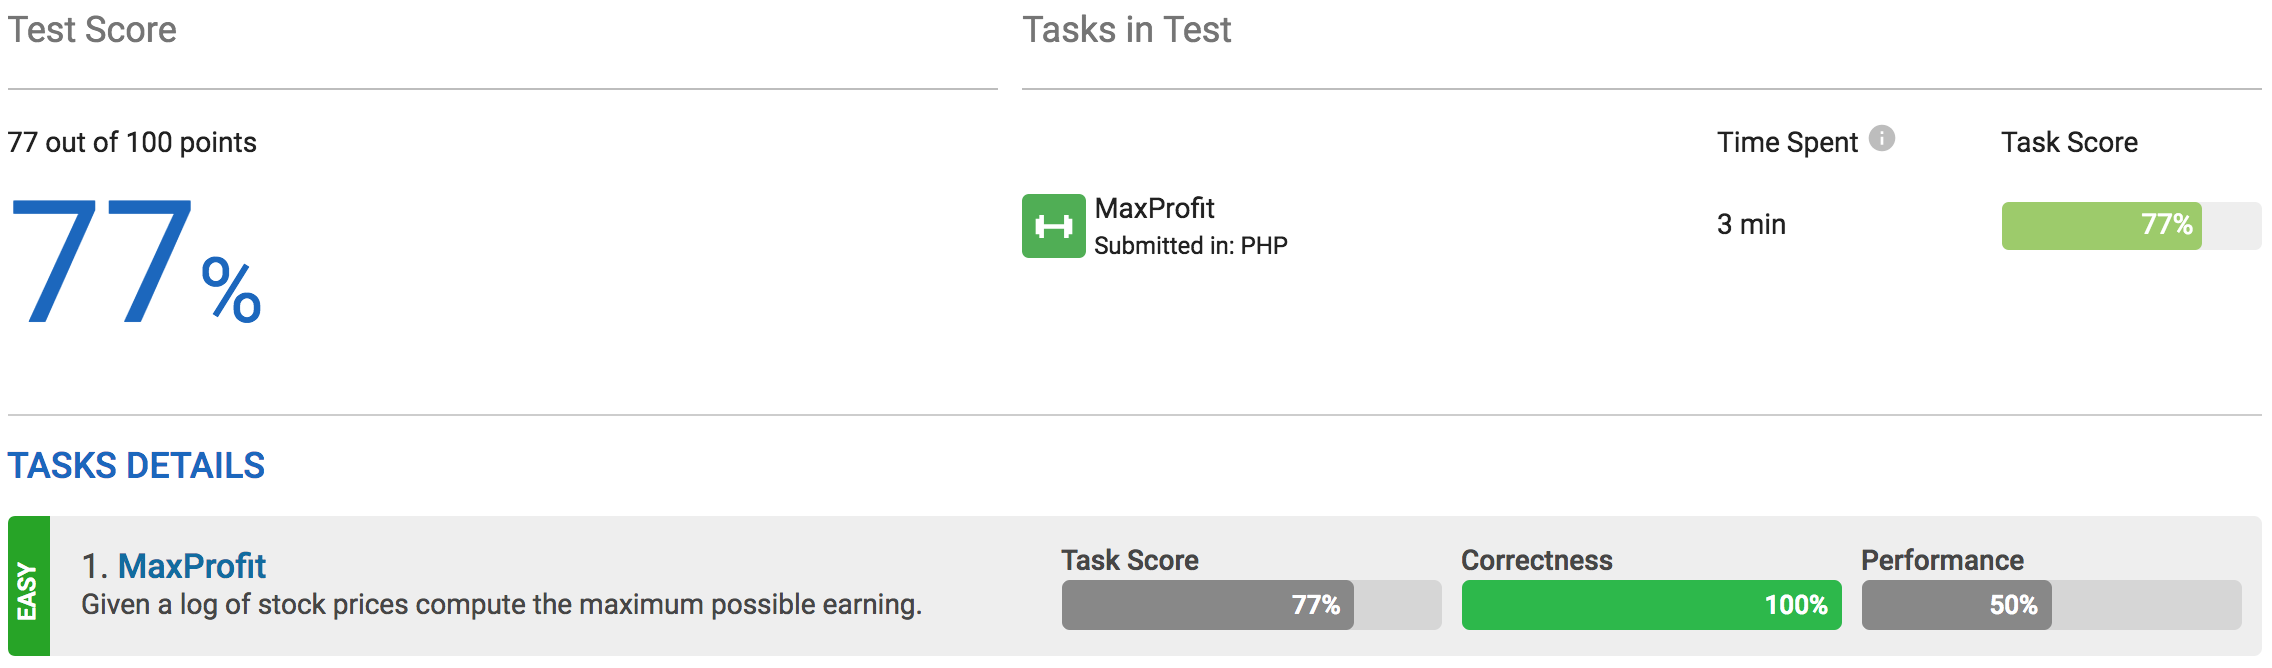 Test Score
Tasks in Test
77 out of 100 points
Time Spent
Task Score
77%
MaxProfit
Submitted in: PHP
3 min
77%
TASKS DETAILS
EASY
1. MaxProfit
Given a log of stock prices compute the maximum possible earning.
Task Score
77%
Correctness
100%
Performance
50%